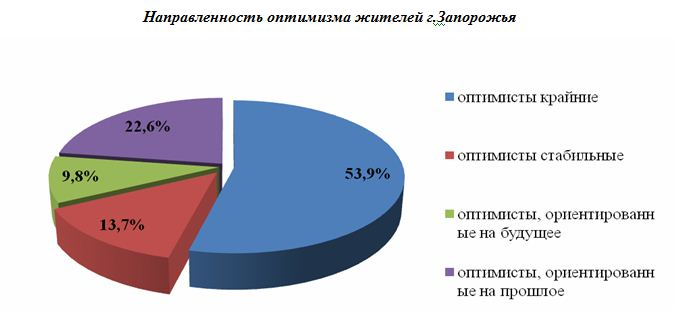 Направленность оптимизма жителей г.Запорожья
22,6%
53,9%
9,8%
13,7%
оптимисты крайние
оптимисты стабильные
оптимисты, ориентированн
ые на будущее
оптимисты, ориентированн
ые на прошлое